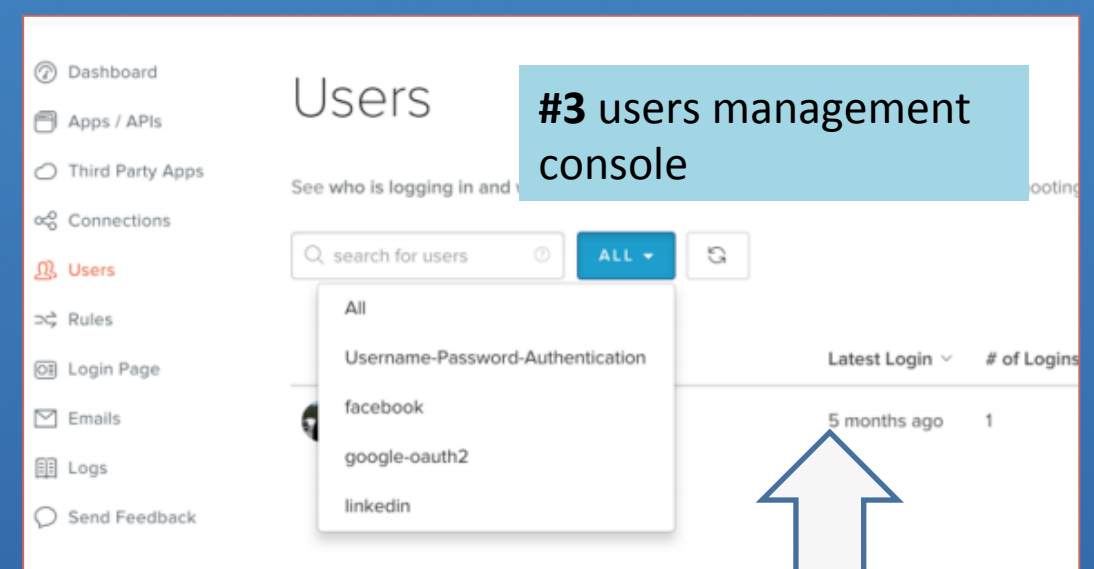 Dashboard
Apps / APIs
Third Party Apps
Connections
Users
Rules
Login Page
Emails
Logs
Send Feedback
Users
#3 users management
console
See who is logging in and
search for users
ALL
All
Username-Password-Authentication
facebook
google-oauth2
linkedin
Latest Login # of Logins
5 months ago 1